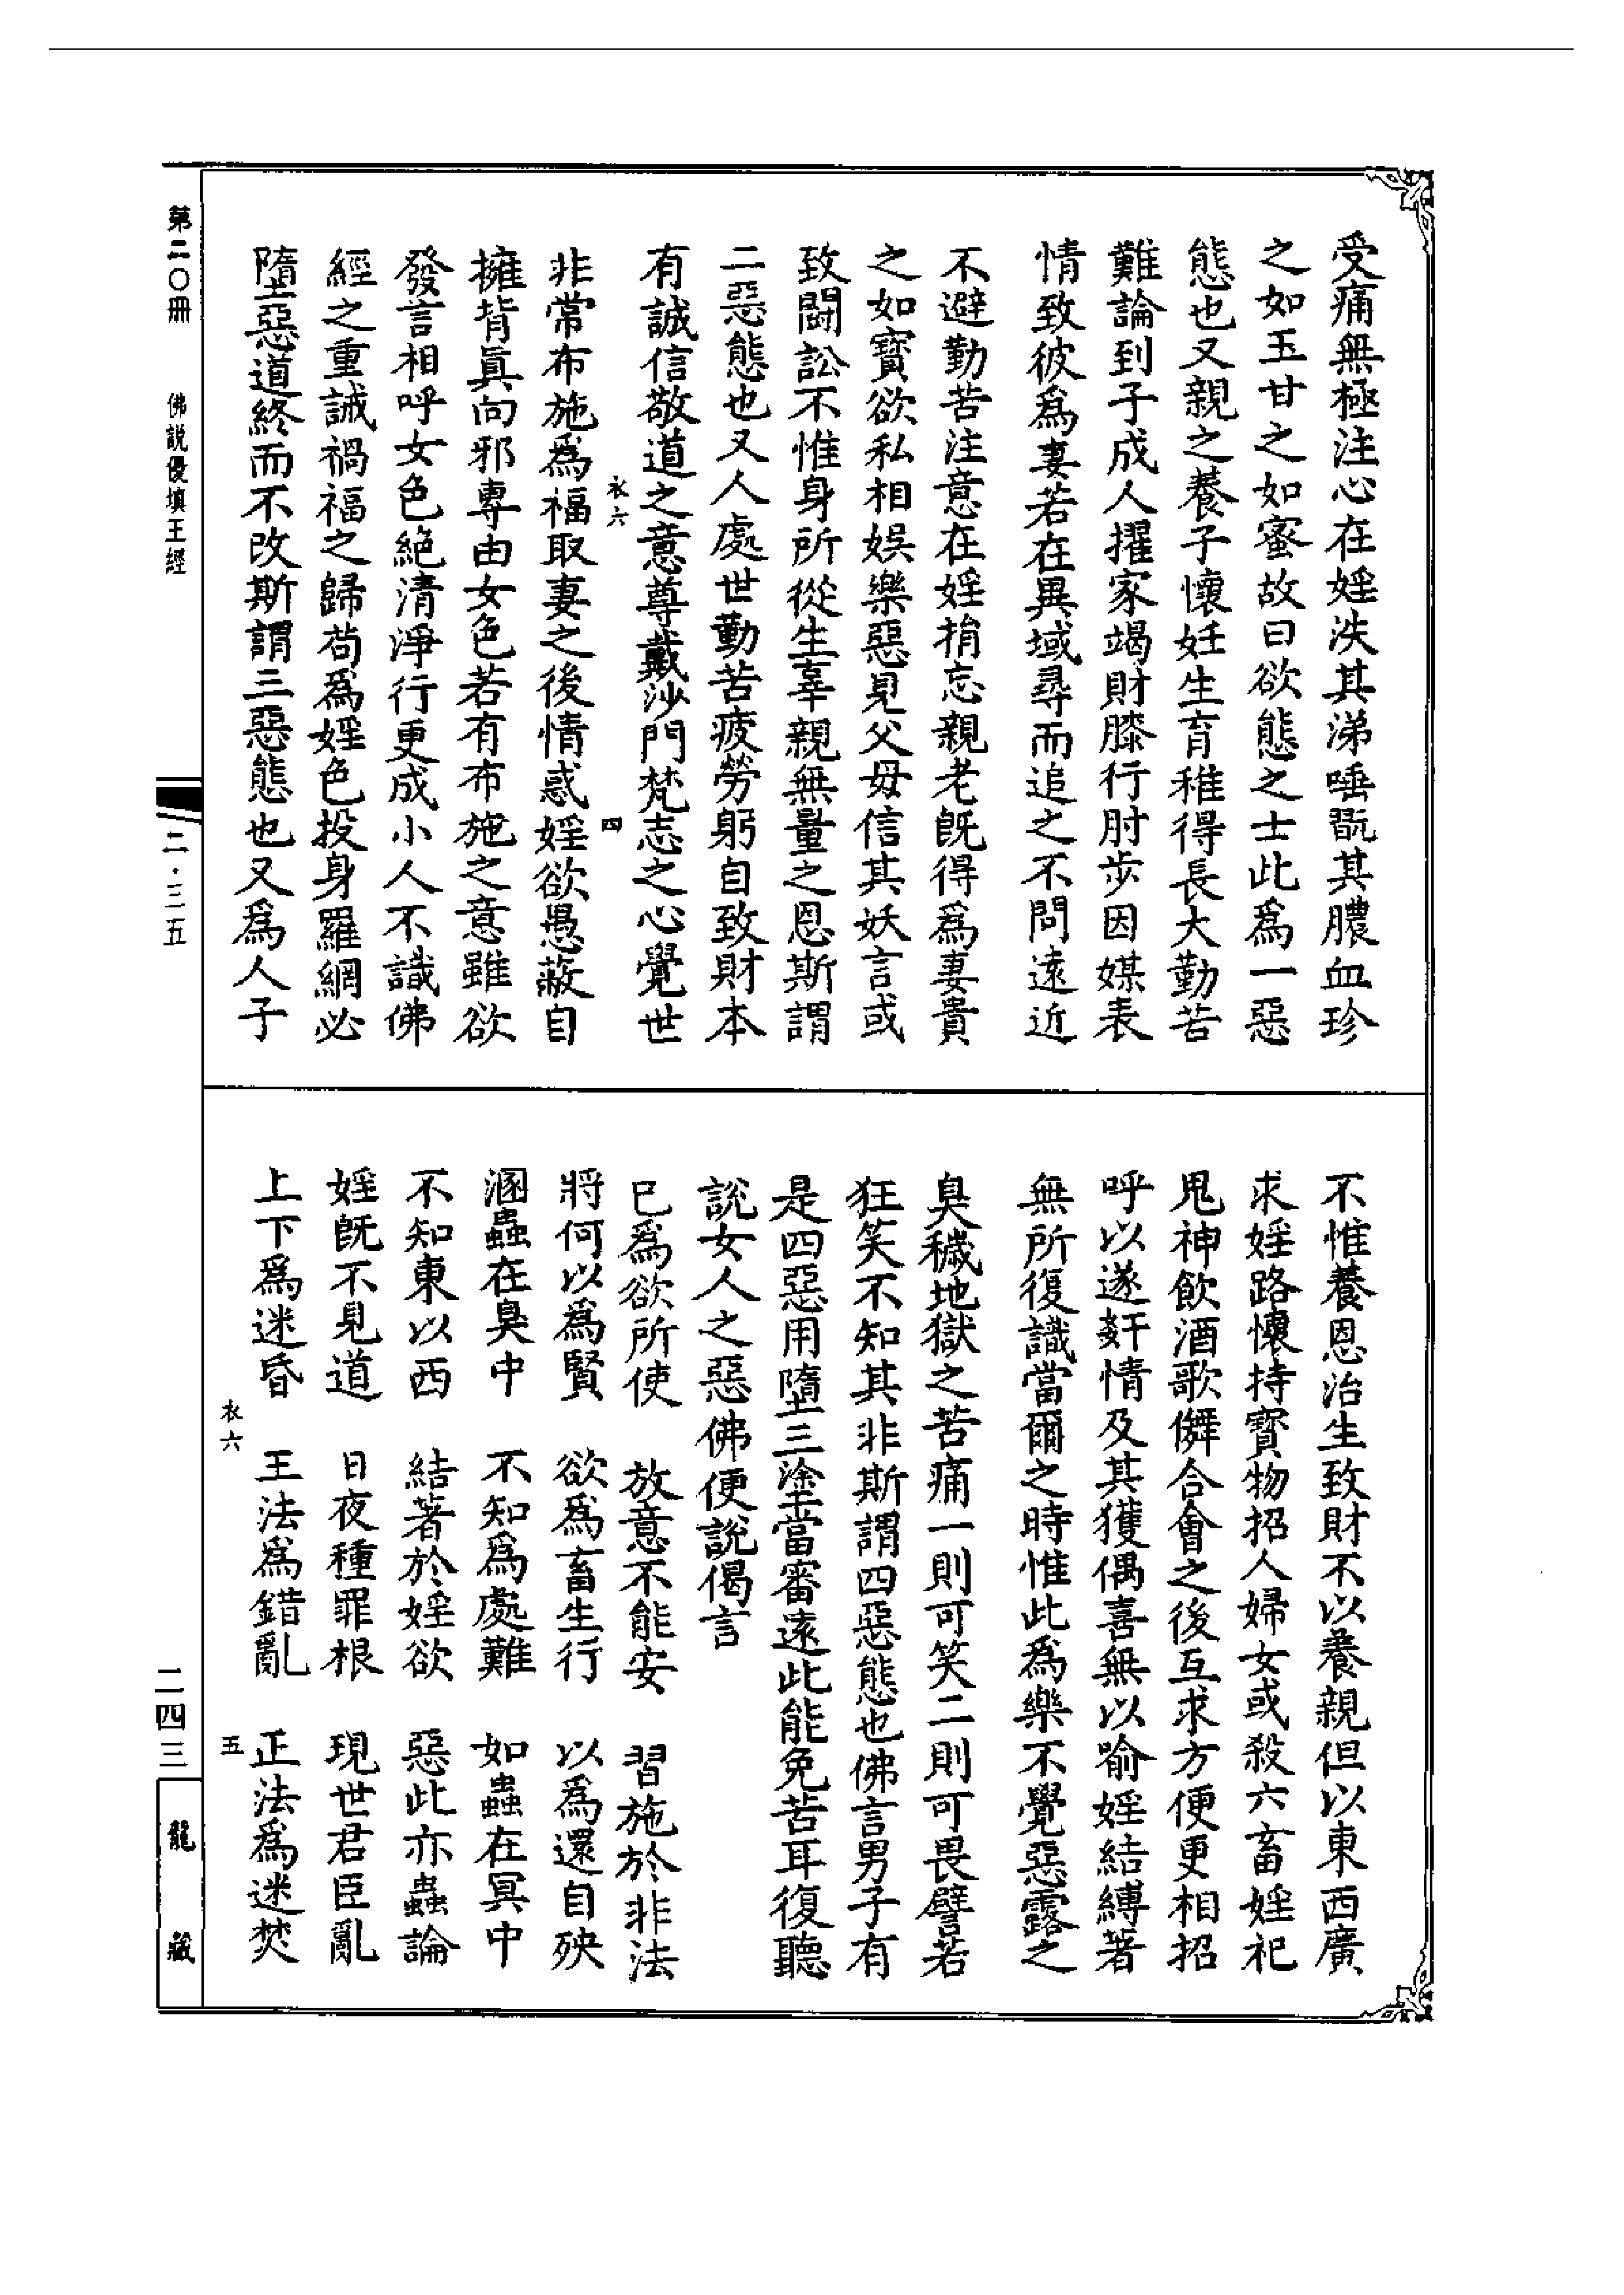 受痛無極注心在婬泆其涕唾翫其膿血珍
之如玉甘之如蜜故曰欲態之士此爲一惡
態也又親之養子懷妊生育稚得長大勤苦
難論到子成人擢家竭財膝行肘步因媒表
情致彼爲妻若在異域尋而追之不問遠近
不避勤苦注意在婬捐忘親老旣得爲妻貴
之如寶欲私相娛樂惡見父母信其妖言或
致鬪訟不惟身所從生辜親無量之恩斯謂
二惡態也又人處世勤苦疲勞躬自致財本
有誠信敬道之意尊戴沙門梵志之心覺世
衣六 四
非常布施爲福取妻之後情惑婬欲愚蔽自
擁背眞向邪專由女色若有布施之意雖欲
發言相呼女色絕清淨行更成小人不識佛
經之重誡禍福之歸苟爲婬色投身羅網必
墮惡道終而不改斯謂三惡態也又爲人子
不惟養恩治生致財不以養親但以東西廣
求婬路懷持寶物招人婦女或殺六畜婬祀
鬼神飲酒歌儛合會之後互求方便更相招
呼以遂姧情及其獲偶喜無以喻婬結縛著
無所復識當爾之時惟此爲樂不覺惡露之
臭穢地獄之苦痛一則可笑二則可畏譬若
狂笑不知其非斯謂四惡態也佛言男子有
是四惡用墮三塗當審遠此能免苦耳復聽
說女人之惡佛便說偈言
已爲欲所使 放意不能安 習施於非法
將何以爲賢 欲爲畜生行 以爲還自殃
溷蟲在臭中 不知爲處難 如蟲在冥中
不知東以西 結著於婬欲 惡此亦蟲論
婬旣不見道 日夜種罪根 現世君臣亂
上下爲迷昏 王法爲錯亂 正法爲迷焚
衣六 五
第二〇冊 佛説優填王經
二·三五
二四三
龍藏